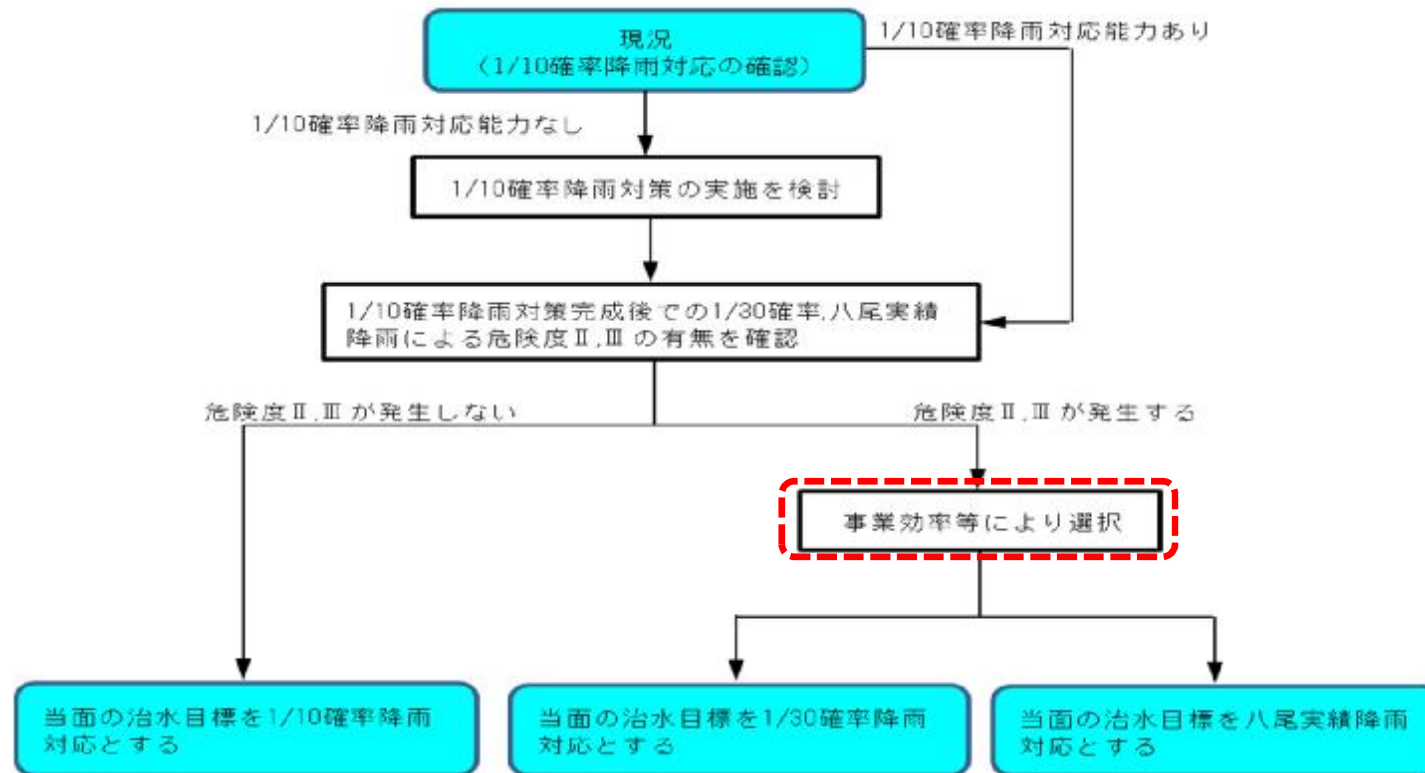 現況
（1/10確率降雨対応の確認）
1/10確率降雨対応能力あり
1/10確率降雨対応能力なし
1/10確率降雨対策の実施を検討
1/10確率降雨対策完成後での1/30確率,八尾実績
降雨による危険度Ⅱ,Ⅲの有無を確認
危険度Ⅱ,Ⅲが発生しない
危険度Ⅱ,Ⅲが発生する
事業効率等により選択
当面の治水目標を1/10確率降雨
対応とする
当面の治水目標を1/30確率降雨
対応とする
当面の治水目標を八尾実績降雨
対応とする